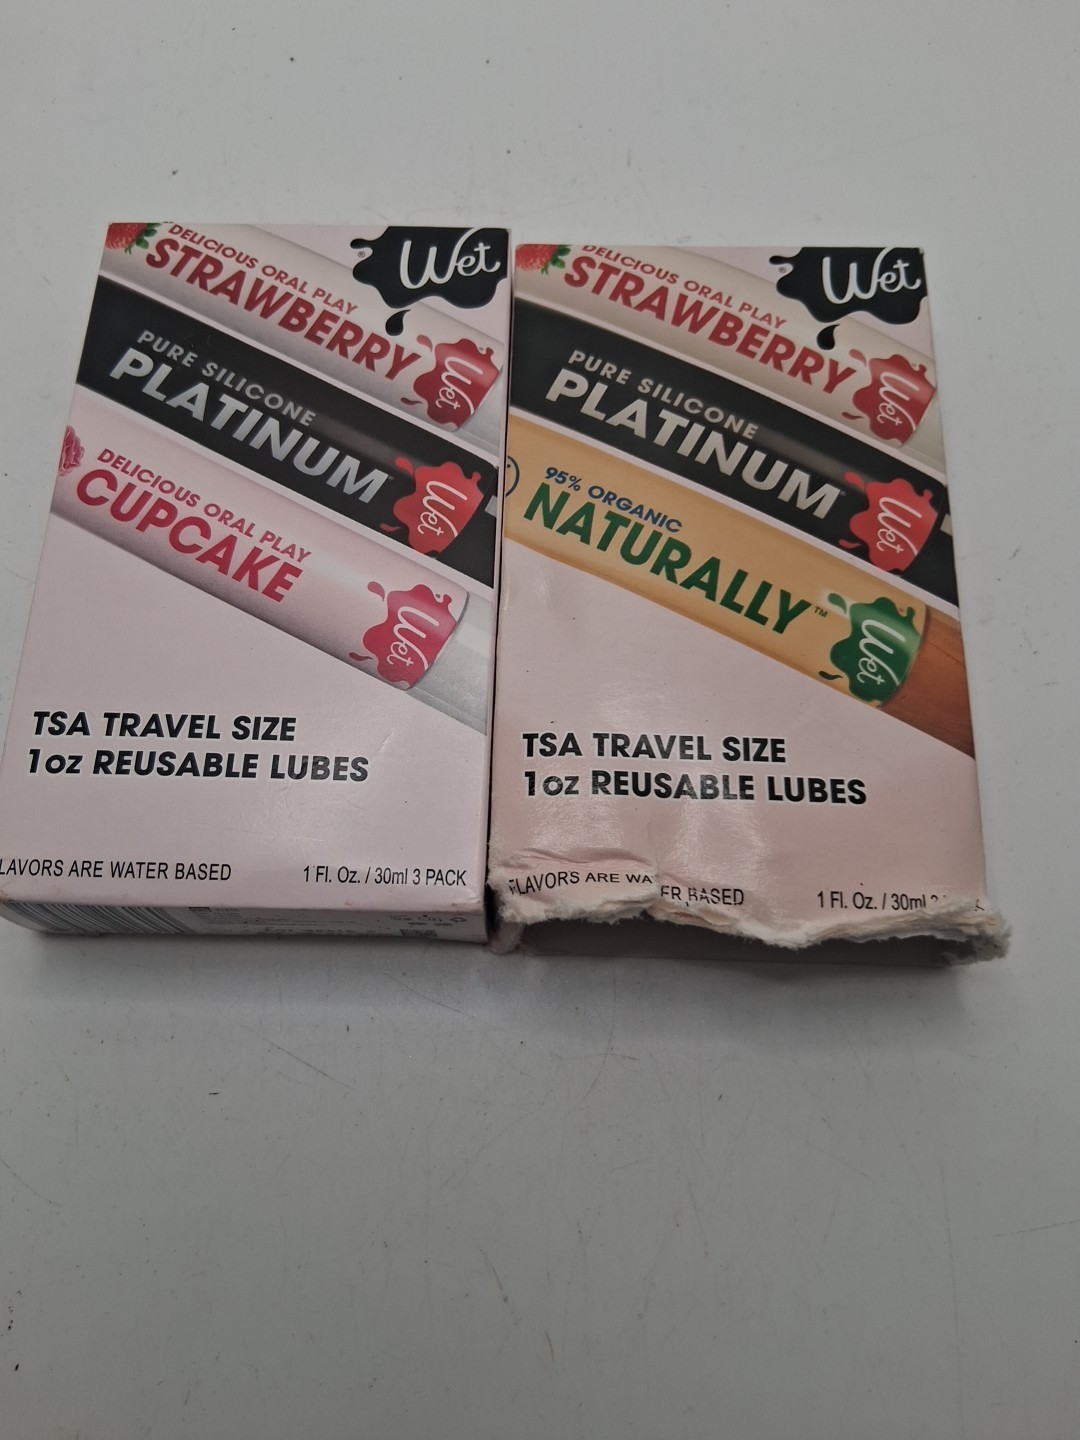 Wet
DELICIOUS ORAL PLAY
STRAWBERRY
Wet
PURE SILICONE
PLATINUM
Wet
DELICIOUS ORAL PLAY
CUPCAKE
Wet
TSA TRAVEL SIZE
1oz REUSABLE LUBES
LAVORS ARE WATER BASED
1 Fl. Oz. / 30ml 3 PACK
Wet
DELICIOUS ORAL PLAY
STRAWBERRY
Wet
PURE SILICONE
PLATINUM
Wet
95% ORGANIC
NATURALLY™
Wet
TSA TRAVEL SIZE
1oz REUSABLE LUBES
FLAVORS ARE WATER BASED
1 Fl. Oz. / 30ml